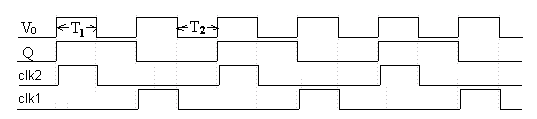 V₀ T₁ T₂
Q
clk2
clk1